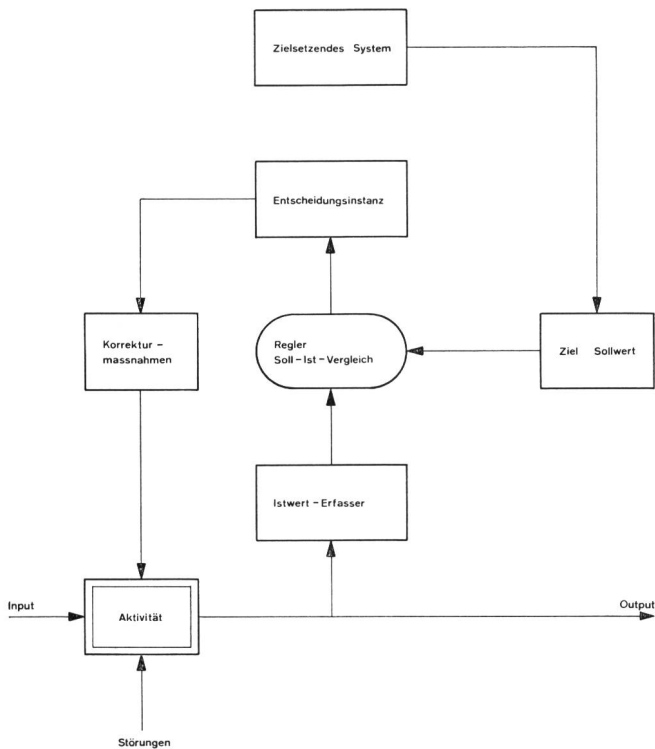 Zielsetzendes System
Entscheidungsinstanz
Korrektur –
massnahmen
Regler
Soll–Ist–Vergleich
Ziel Sollwert
Istwert – Erfasser
Input
Aktivität
Output
Störungen